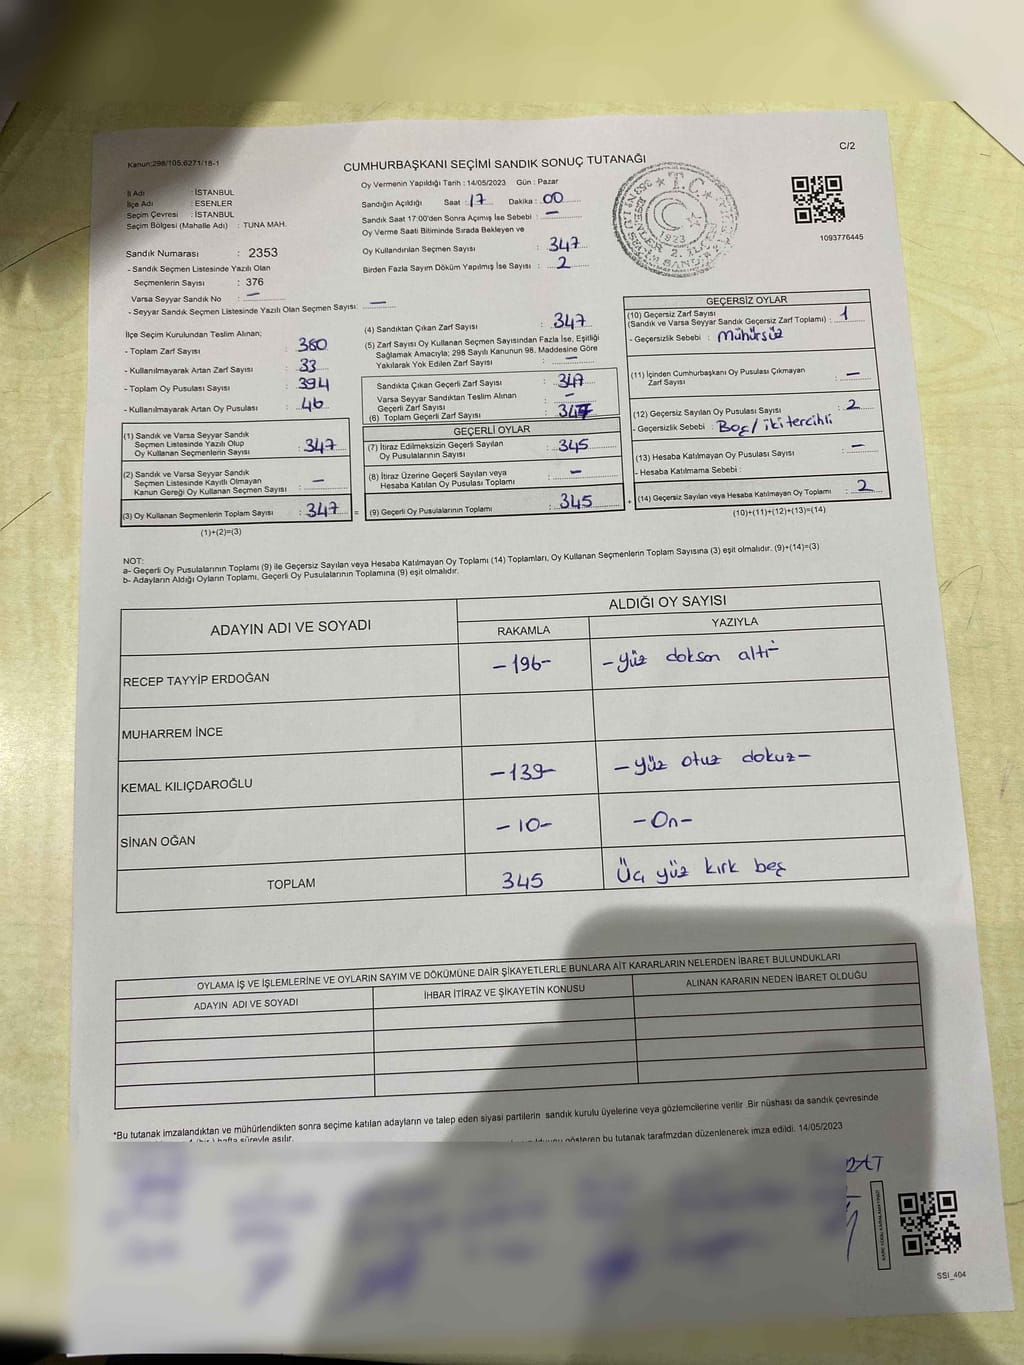 C/2
Kanun:298/105,6271/18-1
CUMHURBAŞKANI SEÇİMİ SANDIK SONUÇ TUTANAĞI
İl Adı : İSTANBUL
İlçe Adı : ESENLER
Seçim Çevresi : İSTANBUL
Seçim Bölgesi (Mahalle Adı) : TUNA MAH.
Oy Vermenin Yapıldığı Tarih : 14/05/2023 Gün : Pazar
Sandığın Açıldığı Saat : 17 Dakika : 00
Sandık Saat 17:00'den Sonra Açımış İse Sebebi : —
Oy Verme Saati Bitiminde Sırada Bekleyen ve
Oy Kullandırılan Seçmen Sayısı : 347
Birden Fazla Sayım Döküm Yapılmış İse Sayısı : 2
T.C.
1923
1093776445
Sandık Numarası : 2353
- Sandık Seçmen Listesinde Yazılı Olan
Seçmenlerin Sayısı : 376
Varsa Seyyar Sandık No : —
- Seyyar Sandık Seçmen Listesinde Yazılı Olan Seçmen Sayısı: —
İlçe Seçim Kurulundan Teslim Alınan;
- Toplam Zarf Sayısı : 380
- Kullanılmayarak Artan Zarf Sayısı : 33
- Toplam Oy Pusulası Sayısı : 394
- Kullanılmayarak Artan Oy Pusulası : 46
(1) Sandık ve Varsa Seyyar Sandık
Seçmen Listesinde Yazılı Olup
Oy Kullanan Seçmenlerin Sayısı : 347
(2) Sandık ve Varsa Seyyar Sandık
Seçmen Listesinde Kayıtlı Olmayan
Kanun Gereği Oy Kullanan Seçmen Sayısı : —
(3) Oy Kullanan Seçmenlerin Toplam Sayısı : 347 =
(1)+(2)=(3)
(4) Sandıktan Çıkan Zarf Sayısı : 347
(5) Zarf Sayısı Oy Kullanan Seçmen Sayısından Fazla İse, Eşitliği
Sağlamak Amacıyla; 298 Sayılı Kanunun 98. Maddesine Göre
Yakılarak Yok Edilen Zarf Sayısı : —
Sandıkta Çıkan Geçerli Zarf Sayısı : 347
Varsa Seyyar Sandıktan Teslim Alınan
Geçerli Zarf Sayısı : —
(6) Toplam Geçerli Zarf Sayısı : 347
GEÇERLİ OYLAR
(7) İtiraz Edilmeksizin Geçerli Sayılan
Oy Pusulalarının Sayısı : 345
(8) İtiraz Üzerine Geçerli Sayılan veya
Hesaba Katılan Oy Pusulası Toplamı : —
(9) Geçerli Oy Pusulalarının Toplamı : 345 +
GEÇERSİZ OYLAR
(10) Geçersiz Zarf Sayısı
(Sandık ve Varsa Seyyar Sandık Geçersiz Zarf Toplamı) : 1
- Geçersizlik Sebebi : Mühürsüz
(11) İçinden Cumhurbaşkanı Oy Pusulası Çıkmayan
Zarf Sayısı : —
(12) Geçersiz Sayılan Oy Pusulası Sayısı : 2
- Geçersizlik Sebebi : Boş/ iki tercihli
(13) Hesaba Katılmayan Oy Pusulası Sayısı : —
- Hesaba Katılmama Sebebi :
(14) Geçersiz Sayılan veya Hesaba Katılmayan Oy Toplamı : 2
(10)+(11)+(12)+(13)=(14)
NOT:
a- Geçerli Oy Pusulalarının Toplamı (9) ile Geçersiz Sayılan veya Hesaba Katılmayan Oy Toplamı (14) Toplamları, Oy Kullanan Seçmenlerin Toplam Sayısına (3) eşit olmalıdır. (9)+(14)=(3)
b- Adayların Aldığı Oyların Toplamı, Geçerli Oy Pusulalarının Toplamına (9) eşit olmalıdır.
ADAYIN ADI VE SOYADI
ALDIĞI OY SAYISI
RAKAMLA YAZIYLA
RECEP TAYYİP ERDOĞAN -196- -yüz doksan altı-
MUHARREM İNCE
KEMAL KILIÇDAROĞLU -139- -yüz otuz dokuz-
SİNAN OĞAN -10- -On-
TOPLAM 345 Üç yüz kırk beş
OYLAMA İŞ VE İŞLEMLERİNE VE OYLARIN SAYIM VE DÖKÜMÜNE DAİR ŞİKAYETLERLE BUNLARA AİT KARARLARIN NELERDEN İBARET BULUNDUKLARI
ADAYIN ADI VE SOYADI İHBAR İTİRAZ VE ŞİKAYETİN KONUSU ALINAN KARARIN NEDEN İBARET OLDUĞU
*Bu tutanak imzalandıktan ve mühürlendikten sonra seçime katılan adayların ve talep eden siyasi partilerin sandık kurulu üyelerine veya gözlemcilerine verilir .Bir nüshası da sandık çevresinde
hafta süreyle asılır.
gösteren bu tutanak tarafmzdan düzenlenerek imza edildi. 14/05/2023
SSI_404